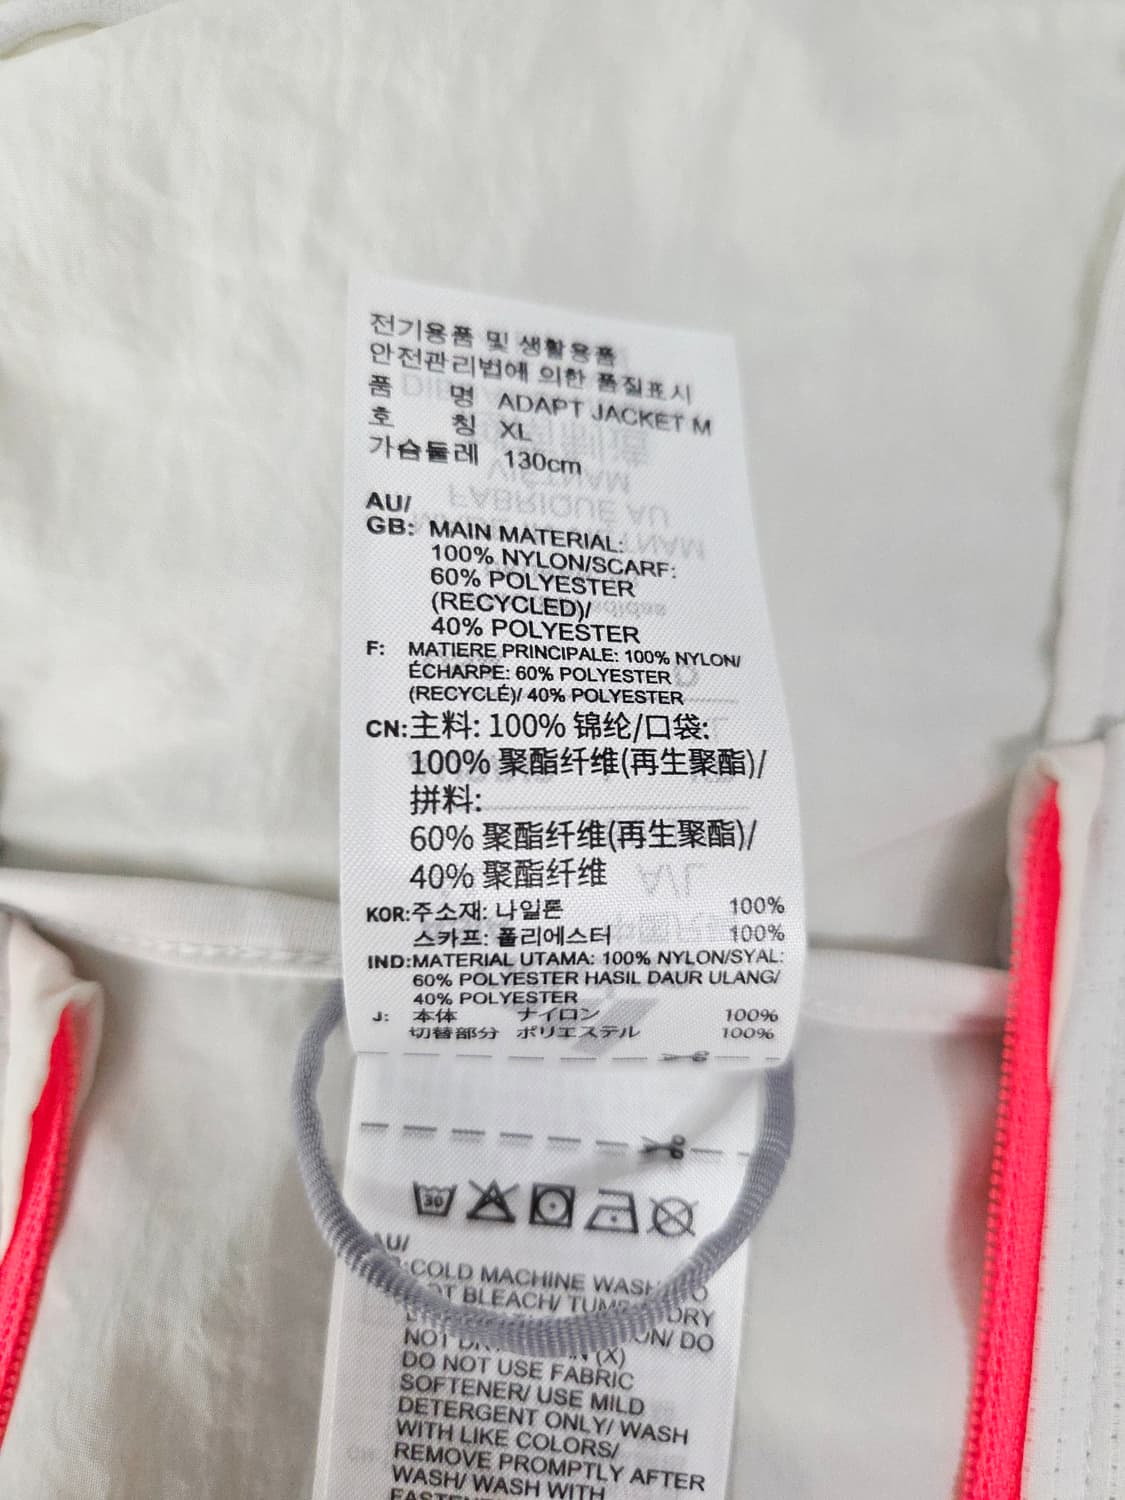 전기용품 및 생활용품
안전관리법에 의한 품질표시
품 명 ADAPT JACKET M
호 칭 XL
가슴둘레 130cm
AU/
GB: MAIN MATERIAL:
100% NYLON/SCARF:
60% POLYESTER
(RECYCLED)/
40% POLYESTER
F: MATIERE PRINCIPALE: 100% NYLON/
ÉCHARPE: 60% POLYESTER
(RECYCLÉ)/ 40% POLYESTER
CN:主料: 100% 锦纶/口袋:
100% 聚酯纤维(再生聚酯)/
拼料:
60% 聚酯纤维(再生聚酯)/
40% 聚酯纤维
KOR:주소재: 나일론 100%
스카프: 폴리에스터 100%
IND:MATERIAL UTAMA: 100% NYLON/SYAL:
60% POLYESTER HASIL DAUR ULANG/
40% POLYESTER
J: 本体 ナイロン 100%
切替部分 ポリエステル 100%
30
AU/
COLD MACHINE WASH/
BLEACH/ DRY
DO
NOT (X)
DO NOT USE FABRIC
SOFTENER/ USE MILD
DETERGENT ONLY/ WASH
WITH LIKE COLORS/
REMOVE PROMPTLY AFTER
WASH/ WASH WITH